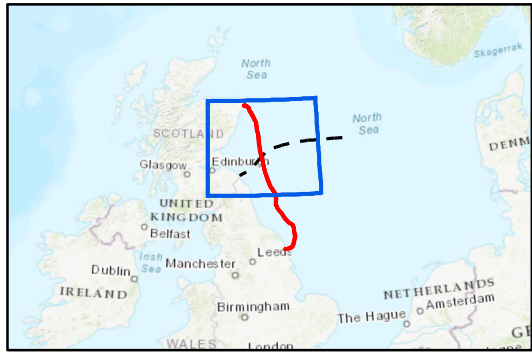 Skagerrak
North
Sea
North
Sea
SCOTLAND
DENM
Glasgow
Edinburgh
UNITED
KINGDOM
Belfast
Irish
Sea
Leeds
Dublin
Manchester
IRELAND
NETHERLANDS
Amsterdam
Birmingham
The Hague
GE
WALES
London